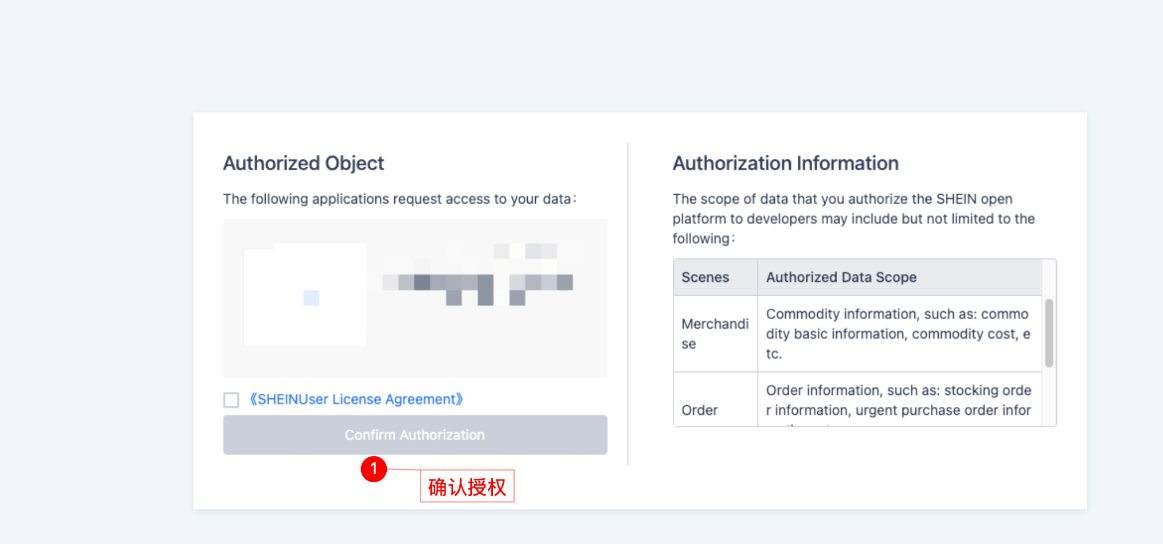 Authorized Object
The following applications request access to your data：
《SHEINUser License Agreement》
Confirm Authorization
1
确认授权
Authorization Information
The scope of data that you authorize the SHEIN open
platform to developers may include but not limited to the
following：
Scenes
Authorized Data Scope
Merchandi
se
Commodity information, such as: commo
dity basic information, commodity cost, e
tc.
Order
Order information, such as: stocking orde
r information, urgent purchase order infor